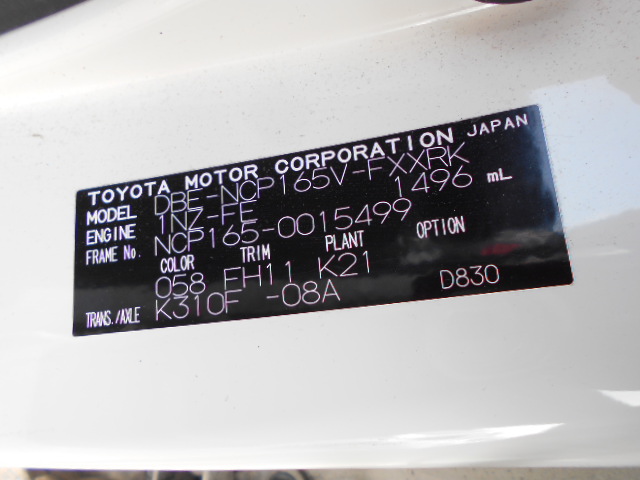 TOYOTA MOTOR CORPORATION JAPAN
MODEL DBE-NCP165V-FXXRK
ENGINE 1NZ-FE 1496 mL
FRAME No. NCP165-0015499
COLOR TRIM PLANT OPTION
058 FH11 K21
TRANS./AXLE K310F -08A D830